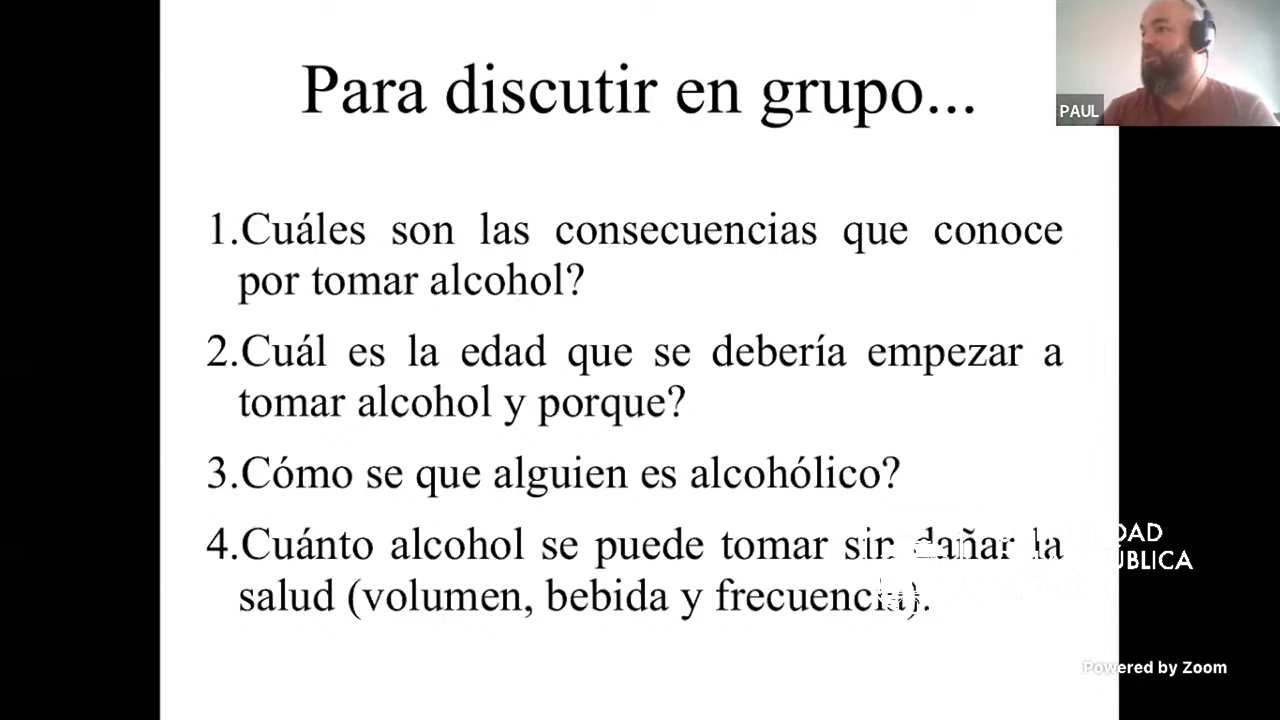 Para discutir en grupo...
PAUL
1.Cuáles son las consecuencias que conoce
por tomar alcohol?
2.Cuál es la edad que se debería empezar a
tomar alcohol y porque?
3.Cómo se que alguien es alcohólico?
4.Cuánto alcohol se puede tomar sin dañar la
salud (volumen, bebida y frecuencia).
Powered by Zoom